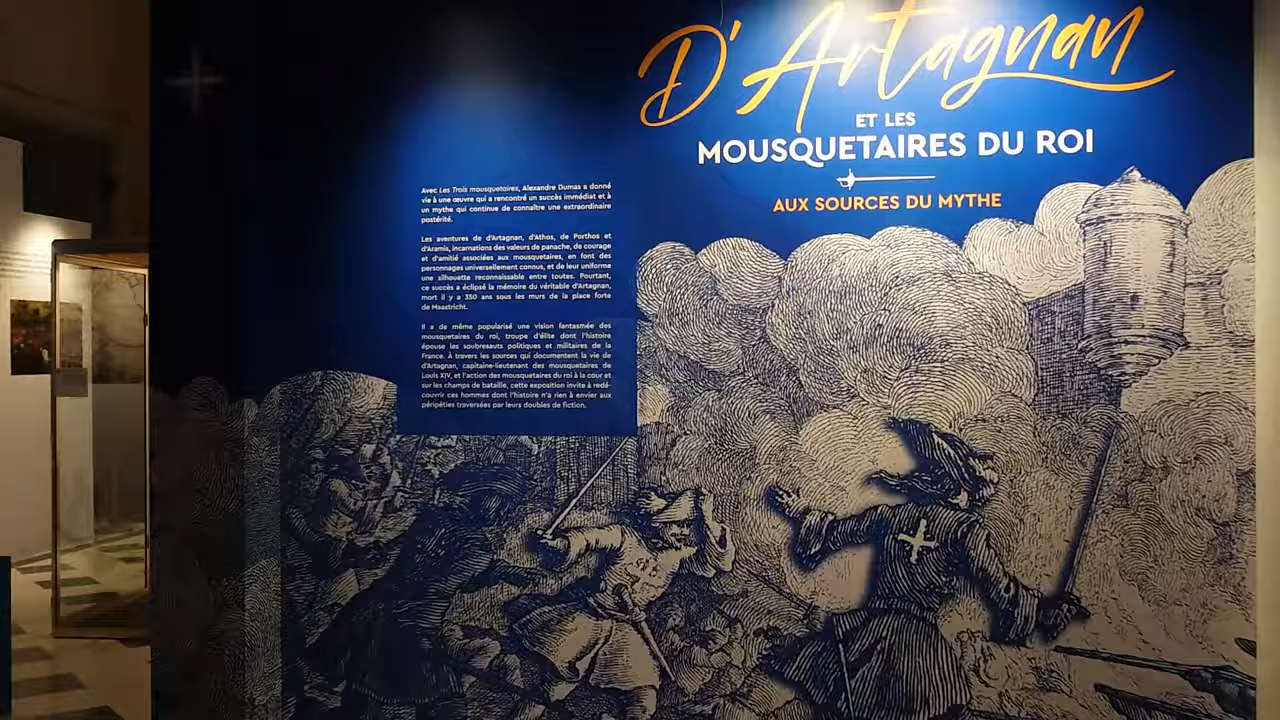 D'Artagnan
ET LES
MOUSQUETAIRES DU ROI
AUX SOURCES DU MYTHE
Avec Les Trois mousquetaires, Alexandre Dumas a donné
vie à une œuvre qui a rencontré un succès immédiat et à
un mythe qui continue de connaître une extraordinaire
postérité.
Les aventures de d'Artagnan, d'Athos, de Porthos et
d'Aramis, incarnations des valeurs de panache, de courage
et d'amitié associées aux mousquetaires, en font des
personnages universellement connus, et de leur uniforme
une silhouette reconnaissable entre toutes. Pourtant,
ce succès a éclipsé la mémoire du véritable d'Artagnan,
mort il y a 350 ans sous les murs de la place forte
de Maastricht.
Il a de même popularisé une vision fantasmée des
mousquetaires du roi, troupe d'élite dont l'histoire
épouse les soubresauts politiques et militaires de la
France. À travers les sources qui documentent la vie de
d'Artagnan, capitaine-lieutenant des mousquetaires de
Louis XIV, et l'action des mousquetaires du roi à la cour et
sur les champs de bataille, cette exposition invite à redé-
couvrir ces hommes dont l'histoire n'a rien à envier aux
péripéties traversées par leurs doubles de fiction.